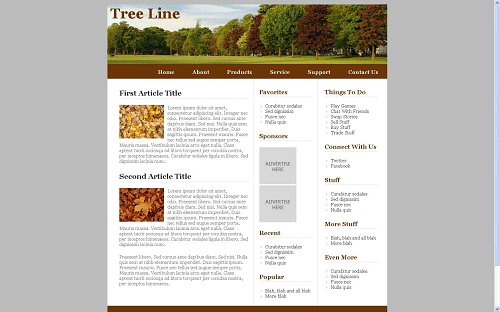 Tree Line
Home About Products Service Support Contact Us
First Article Title
Lorem ipsum dolor sit amet,
consectetur adipiscing elit. Integer nec
odio. Praesent libero. Sed cursus ante
dapibus diam. Sed nisi. Nulla quis sem
at nibh elementum imperdiet. Duis
sagittis ipsum. Praesent mauris. Fusce
nec tellus sed augue semper porta.
Mauris massa. Vestibulum lacinia arcu eget nulla. Class
aptent taciti sociosqu ad litora torquent per conubia nostra,
per inceptos himenaeos. Curabitur sodales ligula in libero.
Sed dignissim lacinia nunc.
Second Article Title
Lorem ipsum dolor sit amet,
consectetur adipiscing elit. Integer nec
odio. Praesent libero. Sed cursus ante
dapibus diam. Sed nisi. Nulla quis sem
at nibh elementum imperdiet. Duis
sagittis ipsum. Praesent mauris. Fusce
nec tellus sed augue semper porta.
Mauris massa. Vestibulum lacinia arcu eget nulla. Class
aptent taciti sociosqu ad litora torquent per conubia nostra,
per inceptos himenaeos. Curabitur sodales ligula in libero. Sed
dignissim lacinia nunc.
Praesent libero. Sed cursus ante dapibus diam. Sed nisi. Nulla
quis sem at nibh elementum imperdiet. Duis sagittis ipsum.
Praesent mauris. Fusce nec tellus sed augue semper porta.
Mauris massa. Vestibulum lacinia arcu eget nulla. Class
aptent taciti sociosqu ad litora torquent per conubia nostra,
per inceptos himenaeos.
Favorites
Curabitur sodales
Sed dignissim
Fusce nec
Nulla quis
Sponsors
ADVERTISE
HERE
ADVERTISE
HERE
Recent
Curabitur sodales
Sed dignissim
Fusce nec
Nulla quis
Popular
Blah, blah and all blah
More blah
Things To Do
Play Games
Chat With Friends
Swap Stories
Sell Stuff
Buy Stuff
Trade Stuff
Connect With Us
Twitter
Facebook
Stuff
Curabitur sodales
Sed dignissim
Fusce nec
Nulla quis
More Stuff
Blah, blah and all blah
More blah
Even More
Curabitur sodales
Sed dignissim
Fusce nec
Nulla quis